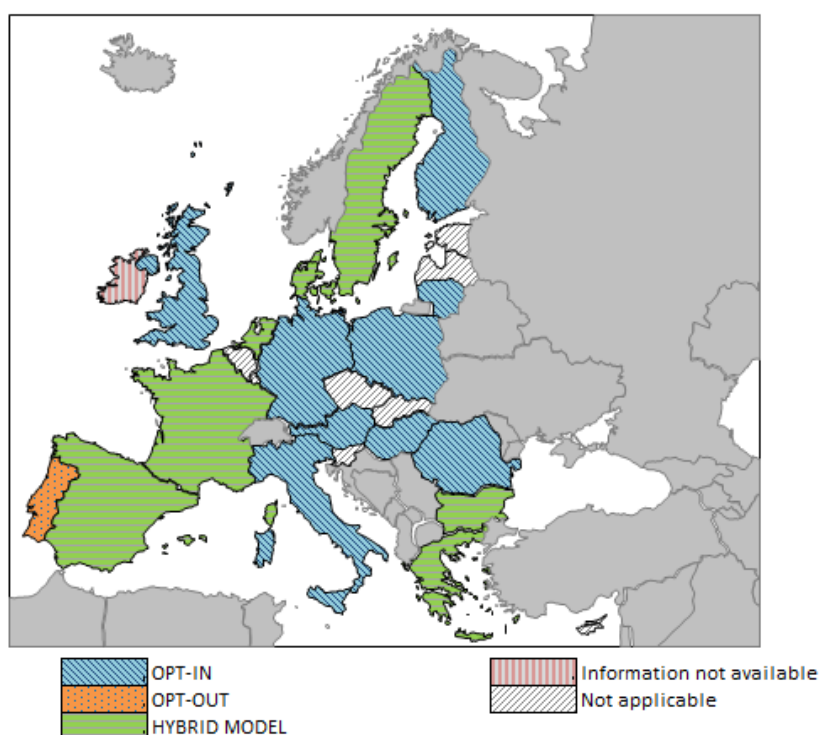 OPT-IN
OPT-OUT
HYBRID MODEL
Information not available
Not applicable